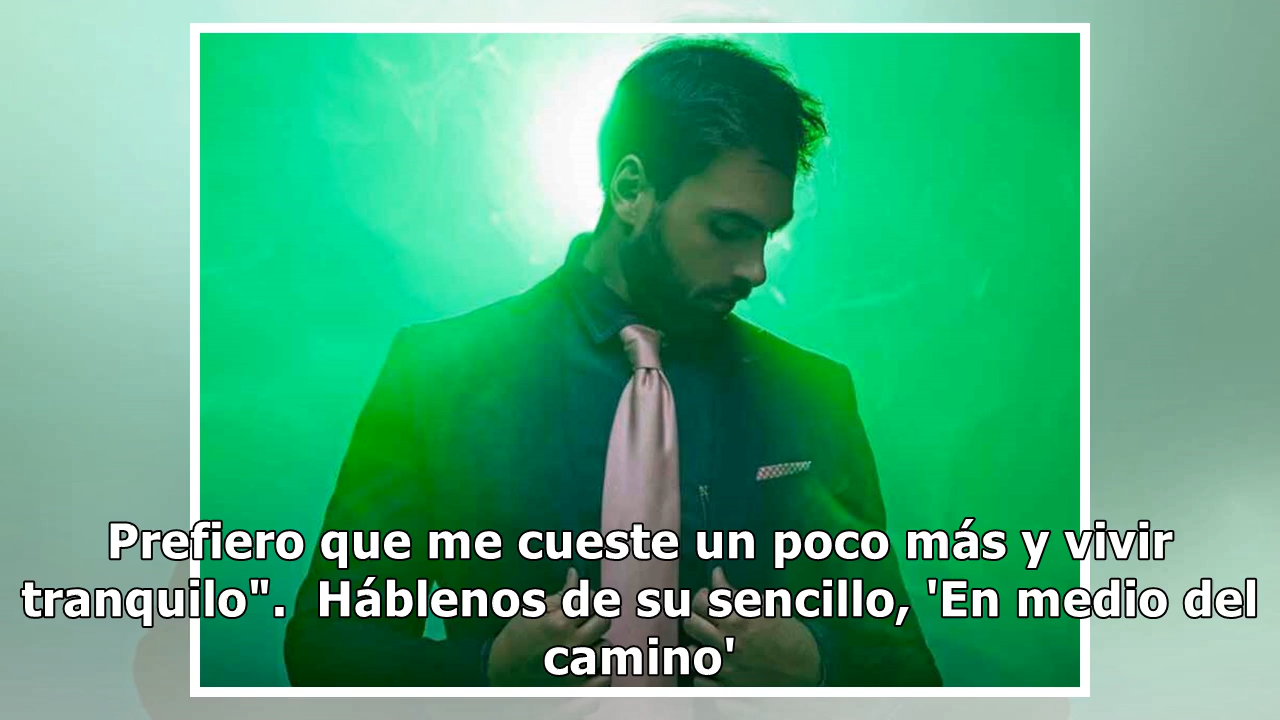 Prefiero que me cueste un poco más y vivir
tranquilo".  Háblenos de su sencillo, 'En medio del
camino'